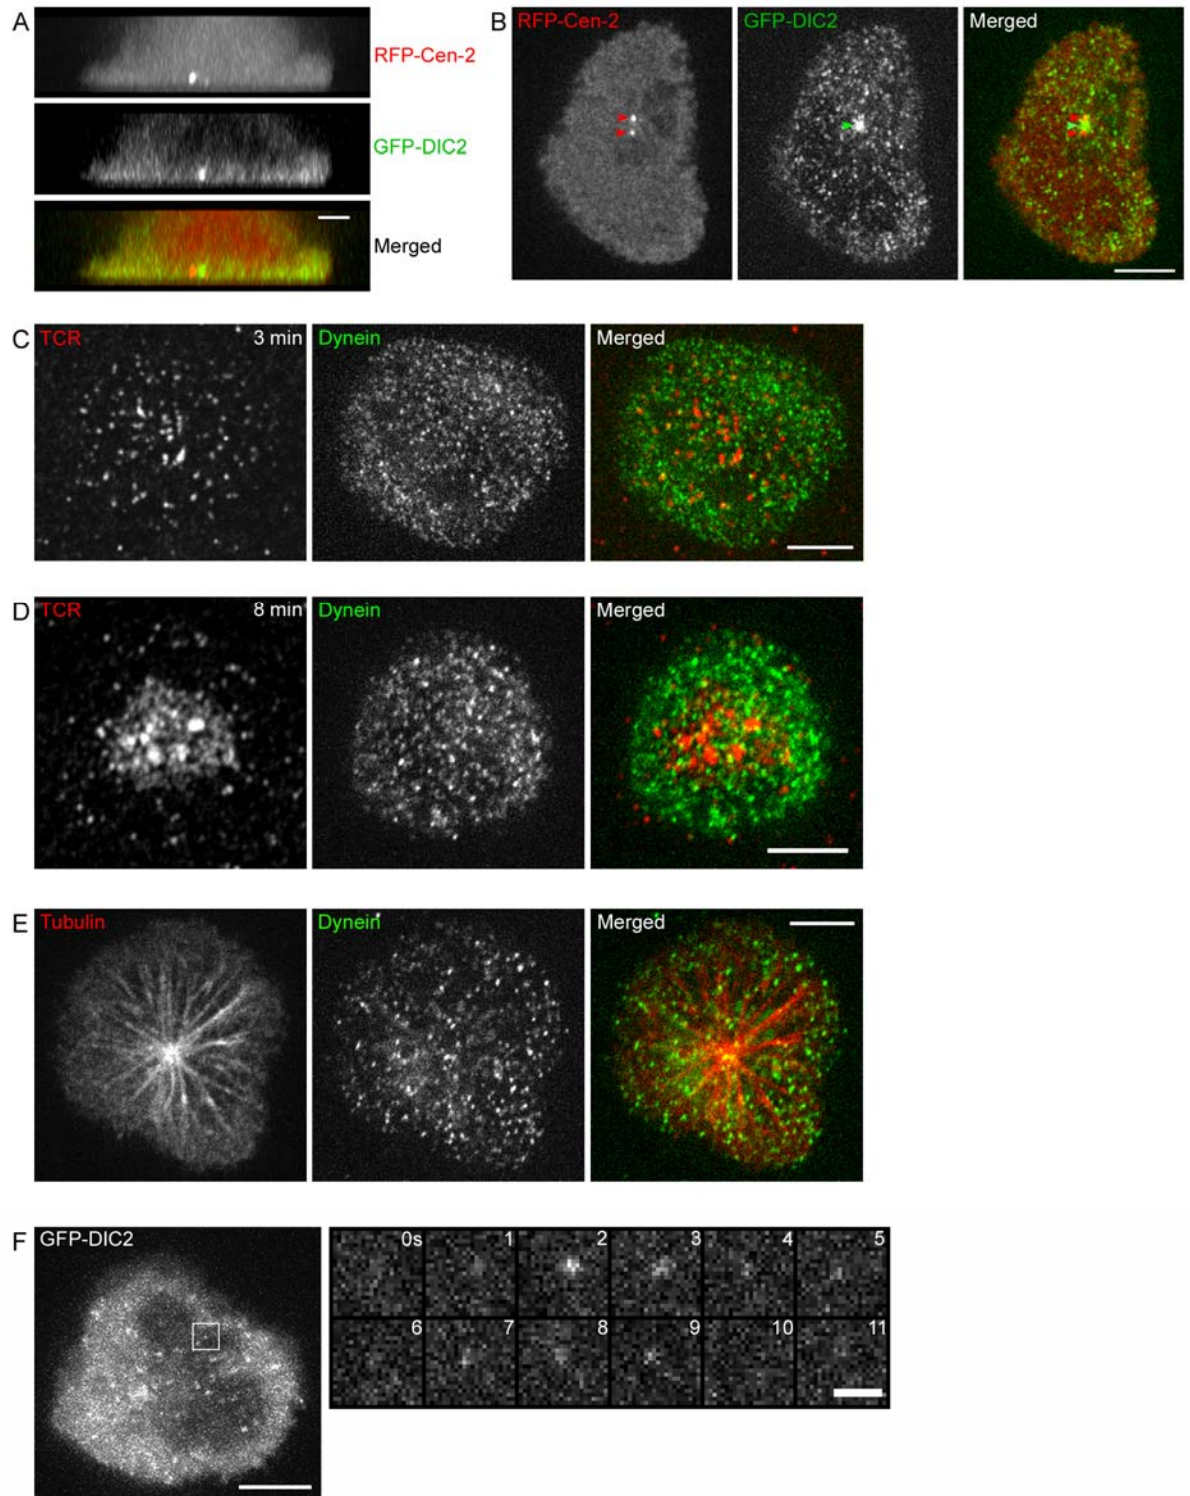 A
RFP-Cen-2
GFP-DIC2
Merged
B
RFP-Cen-2
GFP-DIC2
Merged
C
TCR
3 min
Dynein
Merged
D
TCR
8 min
Dynein
Merged
E
Tubulin
Dynein
Merged
F
GFP-DIC2
0s 1 2 3 4 5
6 7 8 9 10 11